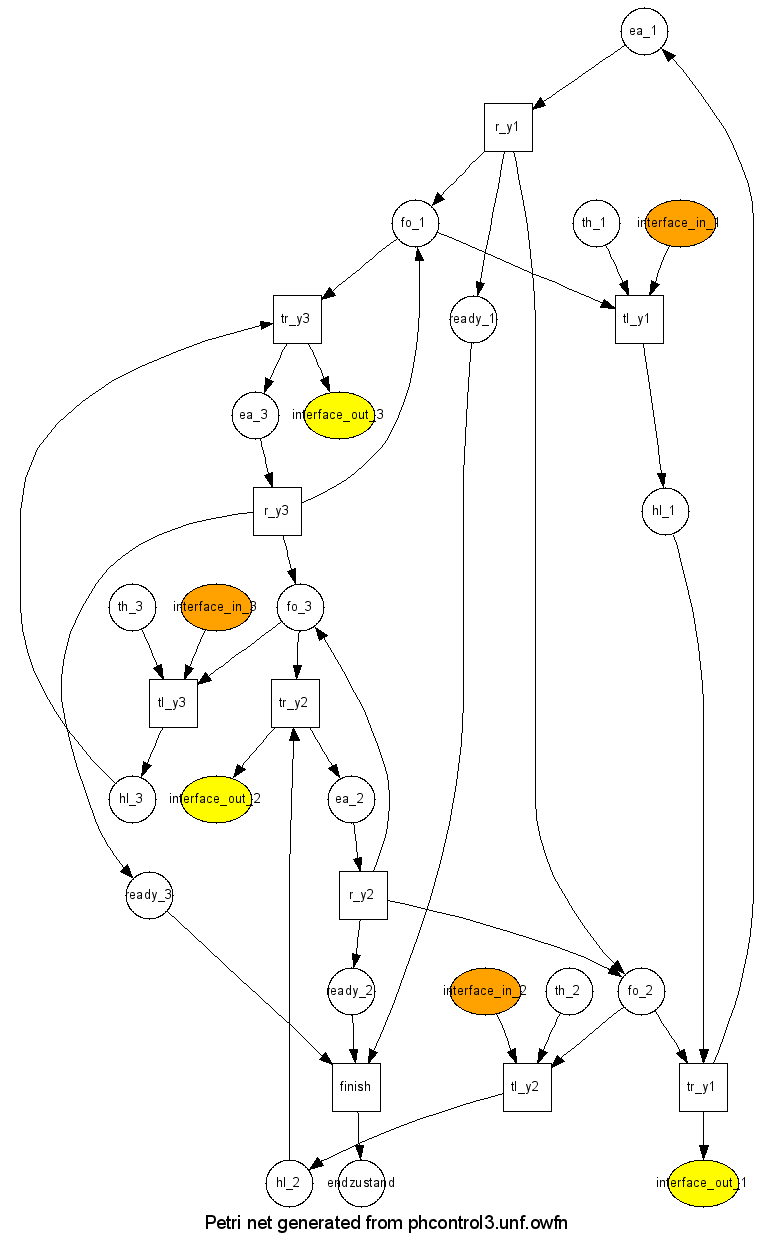 ea_1
r_y1
fo_1
th_1
interface_in_1
tr_y3
ready_1
tl_y1
ea_3
interface_out_3
r_y3
hl_1
th_3
interface_in_3
fo_3
tl_y3
tr_y2
hl_3
interface_out_2
ea_2
ready_3
r_y2
ready_2
interface_in_2
th_2
fo_2
finish
tl_y2
tr_y1
hl_2
endzustand
interface_out_1
Petri net generated from phcontrol3.unf.owfn